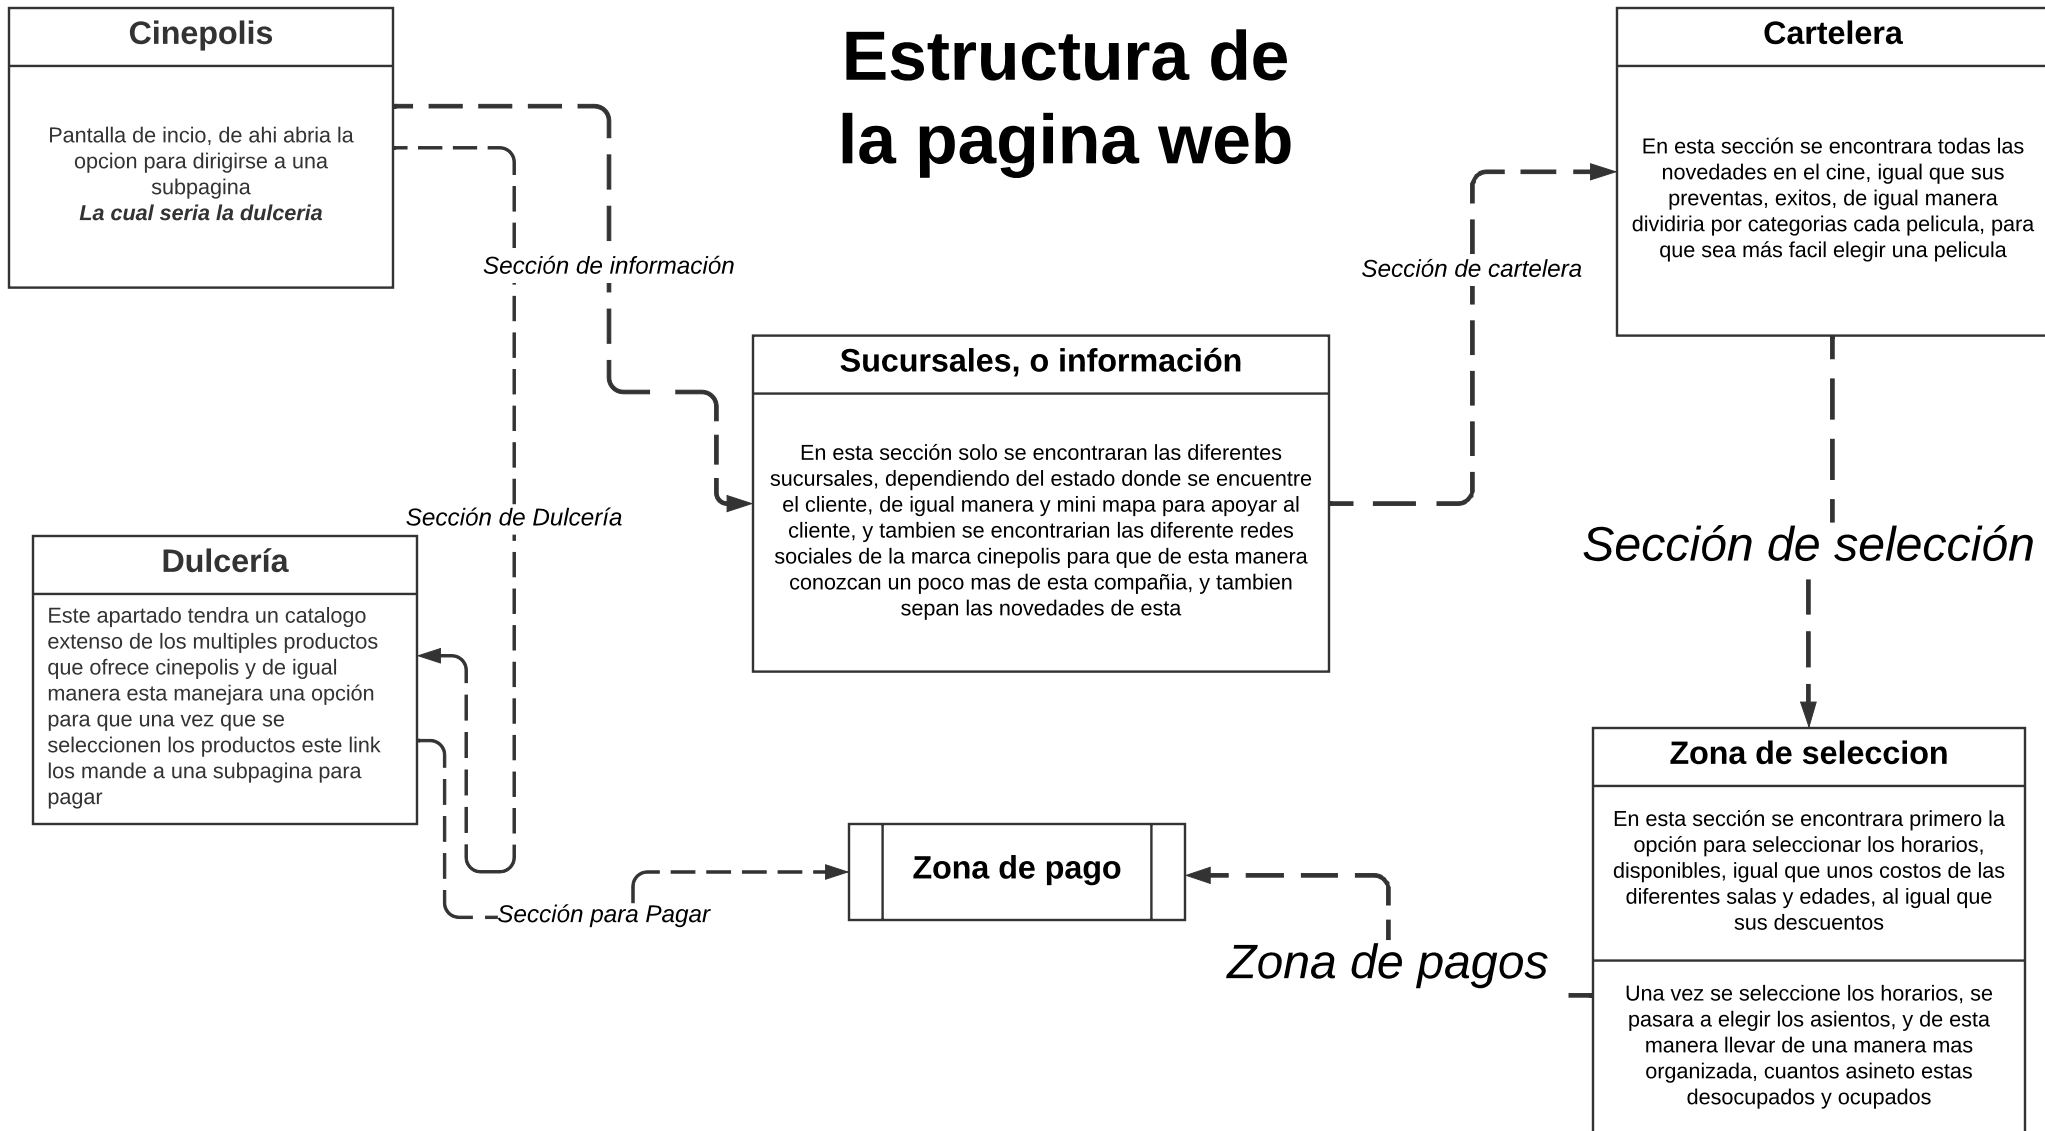 Cinepolis
Pantalla de incio, de ahi abria la
opcion para dirigirse a una
subpagina
La cual seria la dulceria
Estructura de
la pagina web
Cartelera
En esta sección se encontrara todas las
novedades en el cine, igual que sus
preventas, exitos, de igual manera
dividiria por categorias cada pelicula, para
que sea más facil elegir una pelicula
Sección de información
Sección de cartelera
Sucursales, o información
En esta sección solo se encontraran las diferentes
sucursales, dependiendo del estado donde se encuentre
el cliente, de igual manera y mini mapa para apoyar al
cliente, y tambien se encontrarian las diferente redes
sociales de la marca cinepolis para que de esta manera
conozcan un poco mas de esta compañia, y tambien
sepan las novedades de esta
Sección de Dulcería
Sección de selección
Dulcería
Este apartado tendra un catalogo
extenso de los multiples productos
que ofrece cinepolis y de igual
manera esta manejara una opción
para que una vez que se
seleccionen los productos este link
los mande a una subpagina para
pagar
Zona de seleccion
En esta sección se encontrara primero la
opción para seleccionar los horarios,
disponibles, igual que unos costos de las
diferentes salas y edades, al igual que
sus descuentos
Una vez se seleccione los horarios, se
pasara a elegir los asientos, y de esta
manera llevar de una manera mas
organizada, cuantos asineto estas
desocupados y ocupados
Zona de pago
Sección para Pagar
Zona de pagos